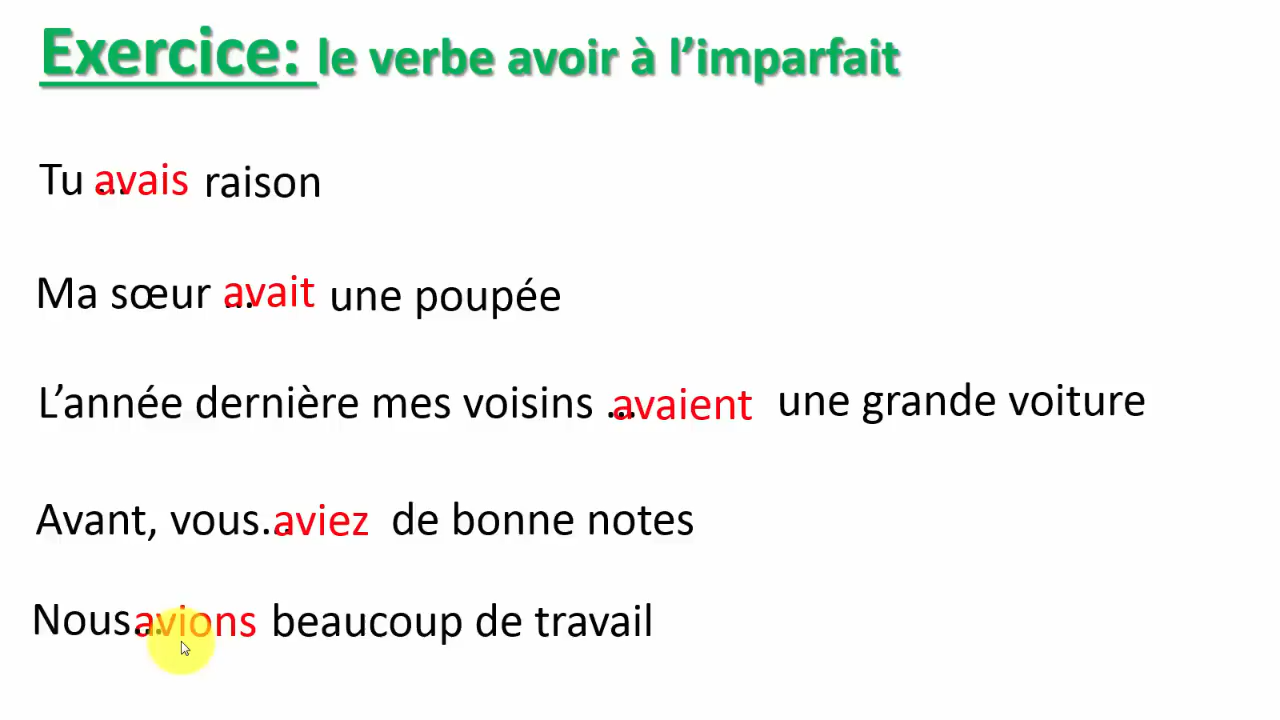 Exercice: le verbe avoir à l’imparfait
Tu ... avais raison
Ma sœur ... avait une poupée
L’année dernière mes voisins ... avaient une grande voiture
Avant, vous... aviez de bonne notes
Nous... avions beaucoup de travail